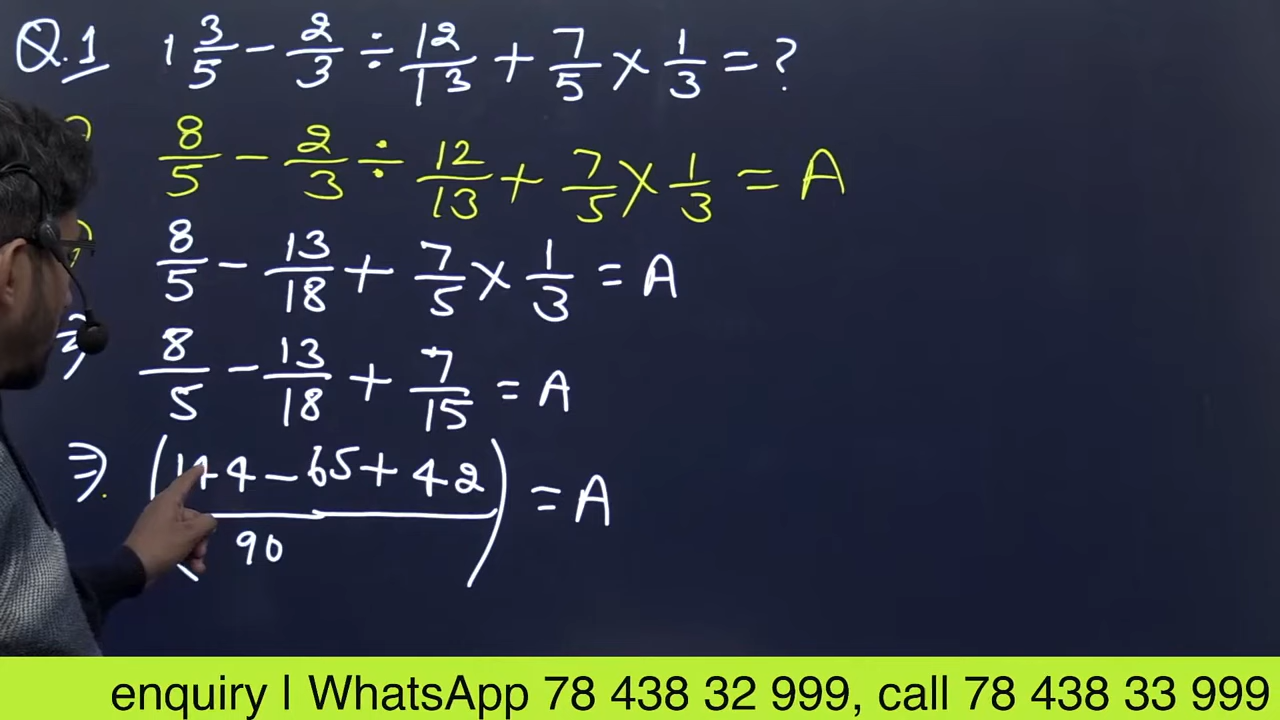 Q.1 1 3/5 - 2/3 ÷ 12/13 + 7/5 × 1/3 = ?
8/5 - 2/3 ÷ 12/13 + 7/5 × 1/3 = A
8/5 - 13/18 + 7/5 × 1/3 = A
⇒ 8/5 - 13/18 + 7/15 = A
⇒ (144 - 65 + 42 / 90) = A
enquiry | WhatsApp 78 438 32 999, call 78 438 33 999